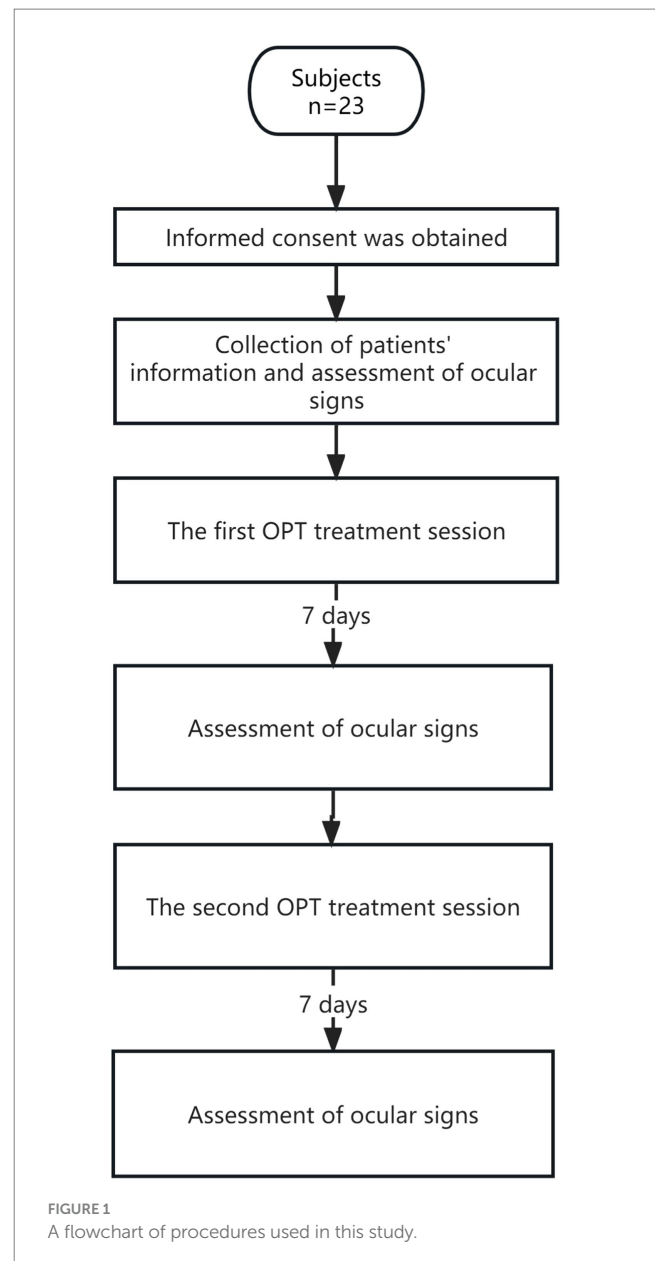 Subjects
n=23
Informed consent was obtained
Collection of patients'
information and assessment of ocular
signs
The first OPT treatment session
7 days
Assessment of ocular signs
The second OPT treatment session
7 days
Assessment of ocular signs
FIGURE 1
A flowchart of procedures used in this study.